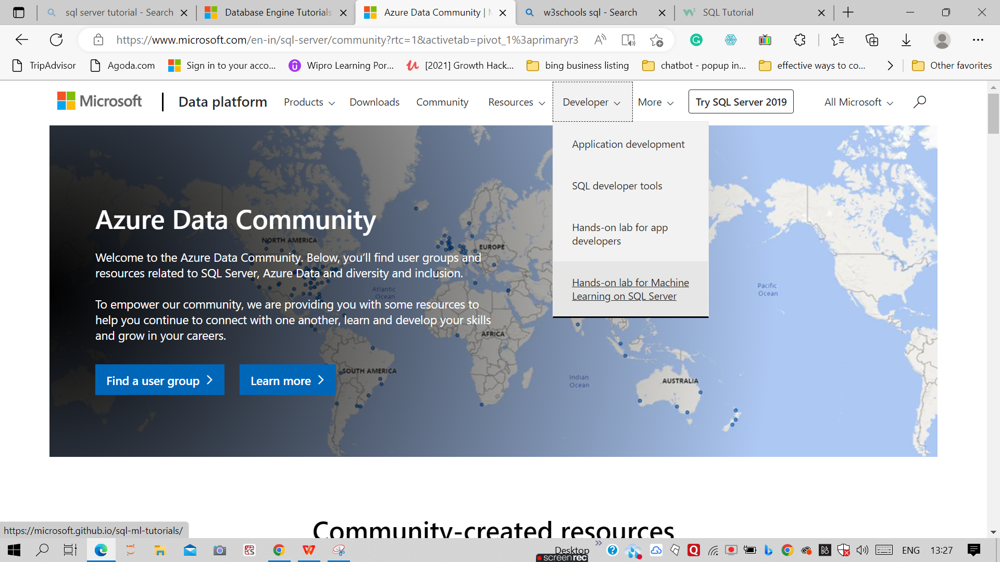 sql server tutorial - Search
Database Engine Tutorials
Azure Data Community |
w3schools sql - Search
SQL Tutorial
https://www.microsoft.com/en-in/sql-server/community?rtc=1&activetab=pivot_1%3aprimaryr3
TripAdvisor
Agoda.com
Sign in to your acco...
Wipro Learning Por...
[2021] Growth Hack...
bing business listing
chatbot - popup in...
effective ways to co...
Other favorites
Microsoft
Data platform
Products
Downloads
Community
Resources
Developer
More
Try SQL Server 2019
All Microsoft
Application development
SQL developer tools
Hands-on lab for app
developers
Hands-on lab for Machine
Learning on SQL Server
Azure Data Community
Welcome to the Azure Data Community. Below, you’ll find user groups and
resources related to SQL Server, Azure Data and diversity and inclusion.
To empower our community, we are providing you with some resources to
help you continue to connect with one another, learn and develop your skills
and grow in your careers.
Find a user group
Learn more
NORTH AMERICA
EUROPE
Atlantic
Ocean
AFRICA
SOUTH AMERICA
Indian
Ocean
AUSTRALIA
Pacific
Ocean
Community-created resources
https://microsoft.github.io/sql-ml-tutorials/
Desktop
screenrec
ENG
13:27